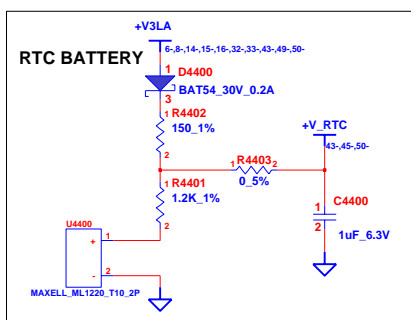 +V3LA
6-,8-,14-,15-,16-,32-,33-,43-,49-,50-
RTC BATTERY
1
D4400
BAT54_30V_0.2A
3
1
R4402
150_1%
2
+V_RTC
43-,45-,50-
1
R4403
2
0_5%
1
R4401
1.2K_1%
2
C4400
1
2
1uF_6.3V
U4400
+
1
-
2
MAXELL_ML1220_T10_2P